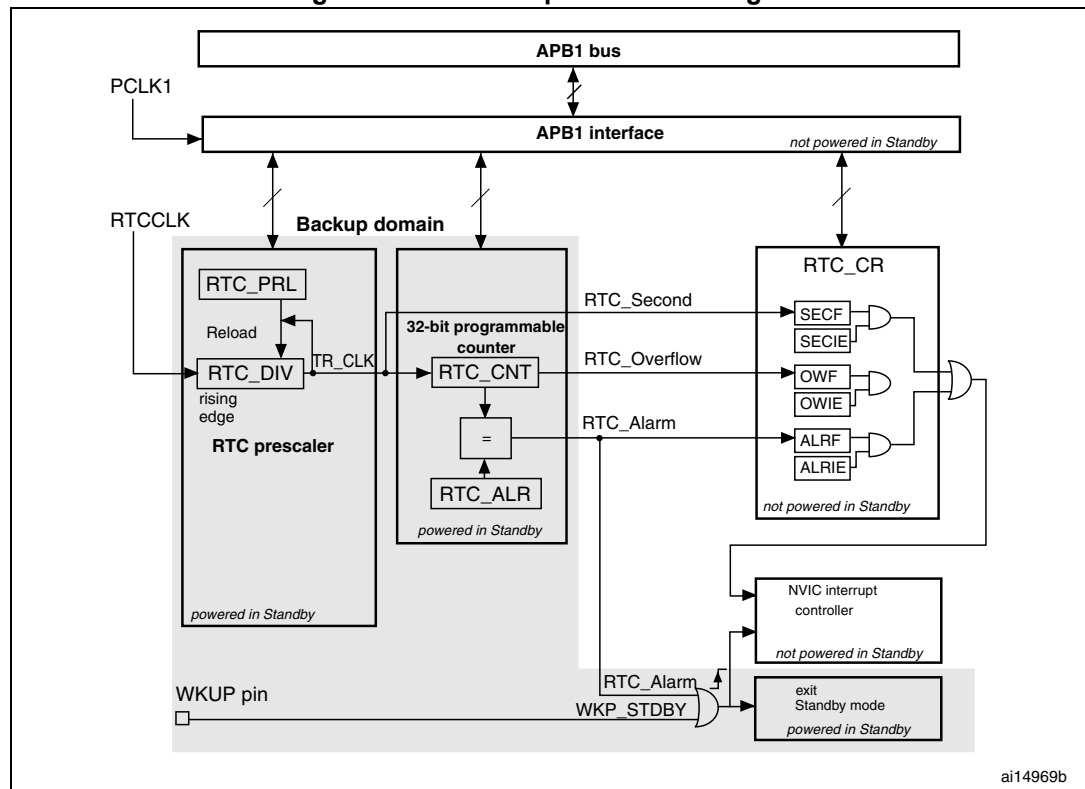 APB1 bus
PCLK1
APB1 interface
not powered in Standby
RTCCLK
Backup domain
RTC_CR
RTC_PRL
RTC_Second
SECF
SECIE
Reload
32-bit programmable
counter
TR_CLK
RTC_Overflow
RTC_DIV
RTC_CNT
OWF
OWIE
rising
edge
RTC_Alarm
RTC prescaler
=
ALRF
ALRIE
RTC_ALR
not powered in Standby
powered in Standby
NVIC interrupt
controller
powered in Standby
not powered in Standby
RTC_Alarm
WKUP pin
exit
Standby mode
WKP_STDBY
powered in Standby
ai14969b